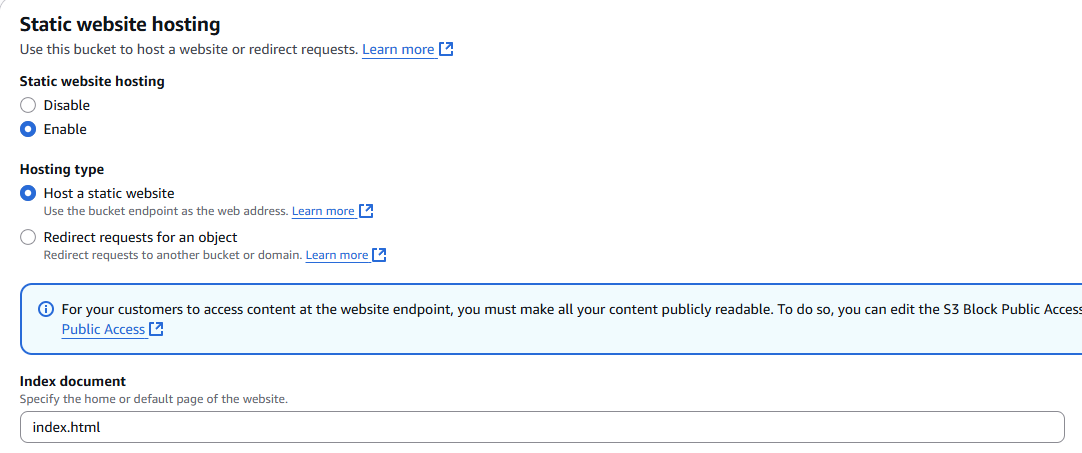 Static website hosting
Use this bucket to host a website or redirect requests. Learn more
Static website hosting
Disable
Enable
Hosting type
Host a static website
Use the bucket endpoint as the web address. Learn more
Redirect requests for an object
Redirect requests to another bucket or domain. Learn more
For your customers to access content at the website endpoint, you must make all your content publicly readable. To do so, you can edit the S3 Block Public Access
Public Access
Index document
Specify the home or default page of the website.
index.html